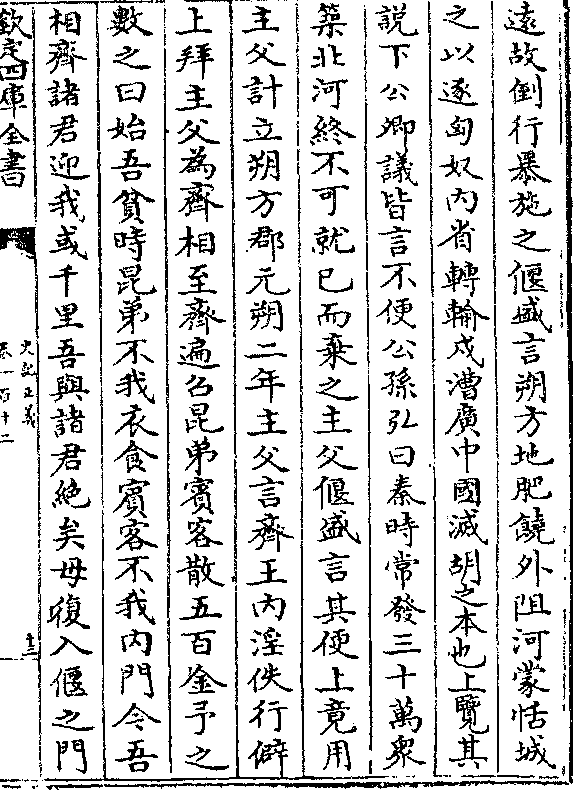 遠故倒行暴施之偃盛言朔方地肥饒外阻河蒙恬城
之以逐匈奴内省轉輸戍漕廣中國滅胡之本也上覽其
說下公卿議皆言不便公孫弘曰秦時常發三十萬衆
築北河終不可就已而棄之主父偃盛言其便上竟用
主父計立朔方郡元朔二年主父言齊王内淫佚行僻
上拜主父為齊相至齊遍召昆弟賓客散五百金予之
數之曰始吾貧時昆弟不我衣食賓客不我内門今吾
相齊諸君迎我或千里吾與諸君絶矣毋復入偃之門
欽定四庫全書
史記正義
卷一百十二
十三